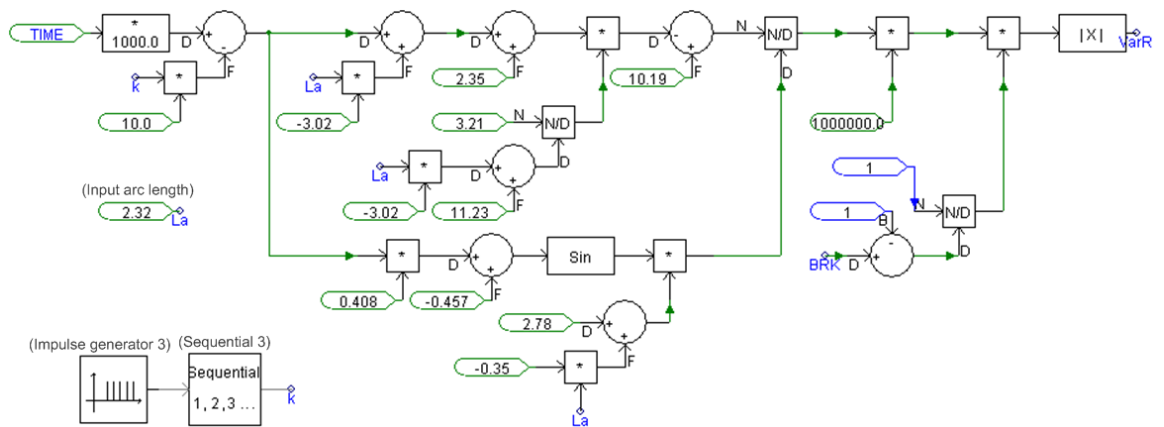 TIME
*
1000.0
D
+
-
F
k
*
10.0
La
*
-3.02
D
+
+
F
D
+
+
F
2.35
*
3.21
N
N/D
D
La
*
-3.02
D
+
+
F
11.23
D
-
+
F
10.19
N
N/D
D
*
1000000.0
*
|X|
VarR
1
N
N/D
D
1
B
-
BRK
D
+
(Input arc length)
2.32
La
*
0.408
D
+
+
F
-0.457
Sin
*
2.78
D
+
+
F
-0.35
*
La
(Impulse generator 3)
(Sequential 3)
Sequential
1, 2,3 ...
k